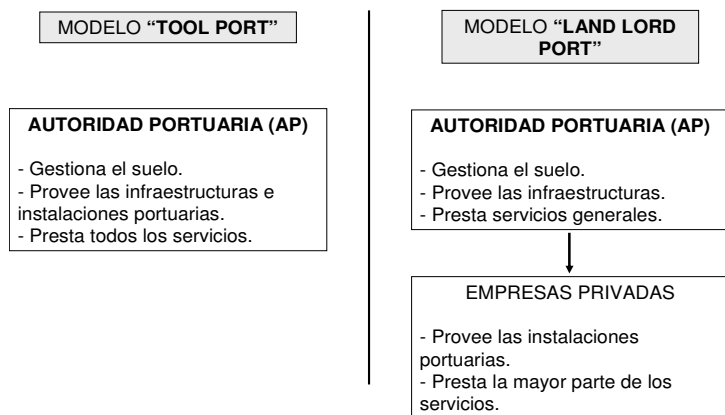 MODELO “TOOL PORT”
AUTORIDAD PORTUARIA (AP)
- Gestiona el suelo.
- Provee las infraestructuras e
instalaciones portuarias.
- Presta todos los servicios.
MODELO “LAND LORD
PORT”
AUTORIDAD PORTUARIA (AP)
- Gestiona el suelo.
- Provee las infraestructuras.
- Presta servicios generales.
EMPRESAS PRIVADAS
- Provee las instalaciones
portuarias.
- Presta la mayor parte de los
servicios.